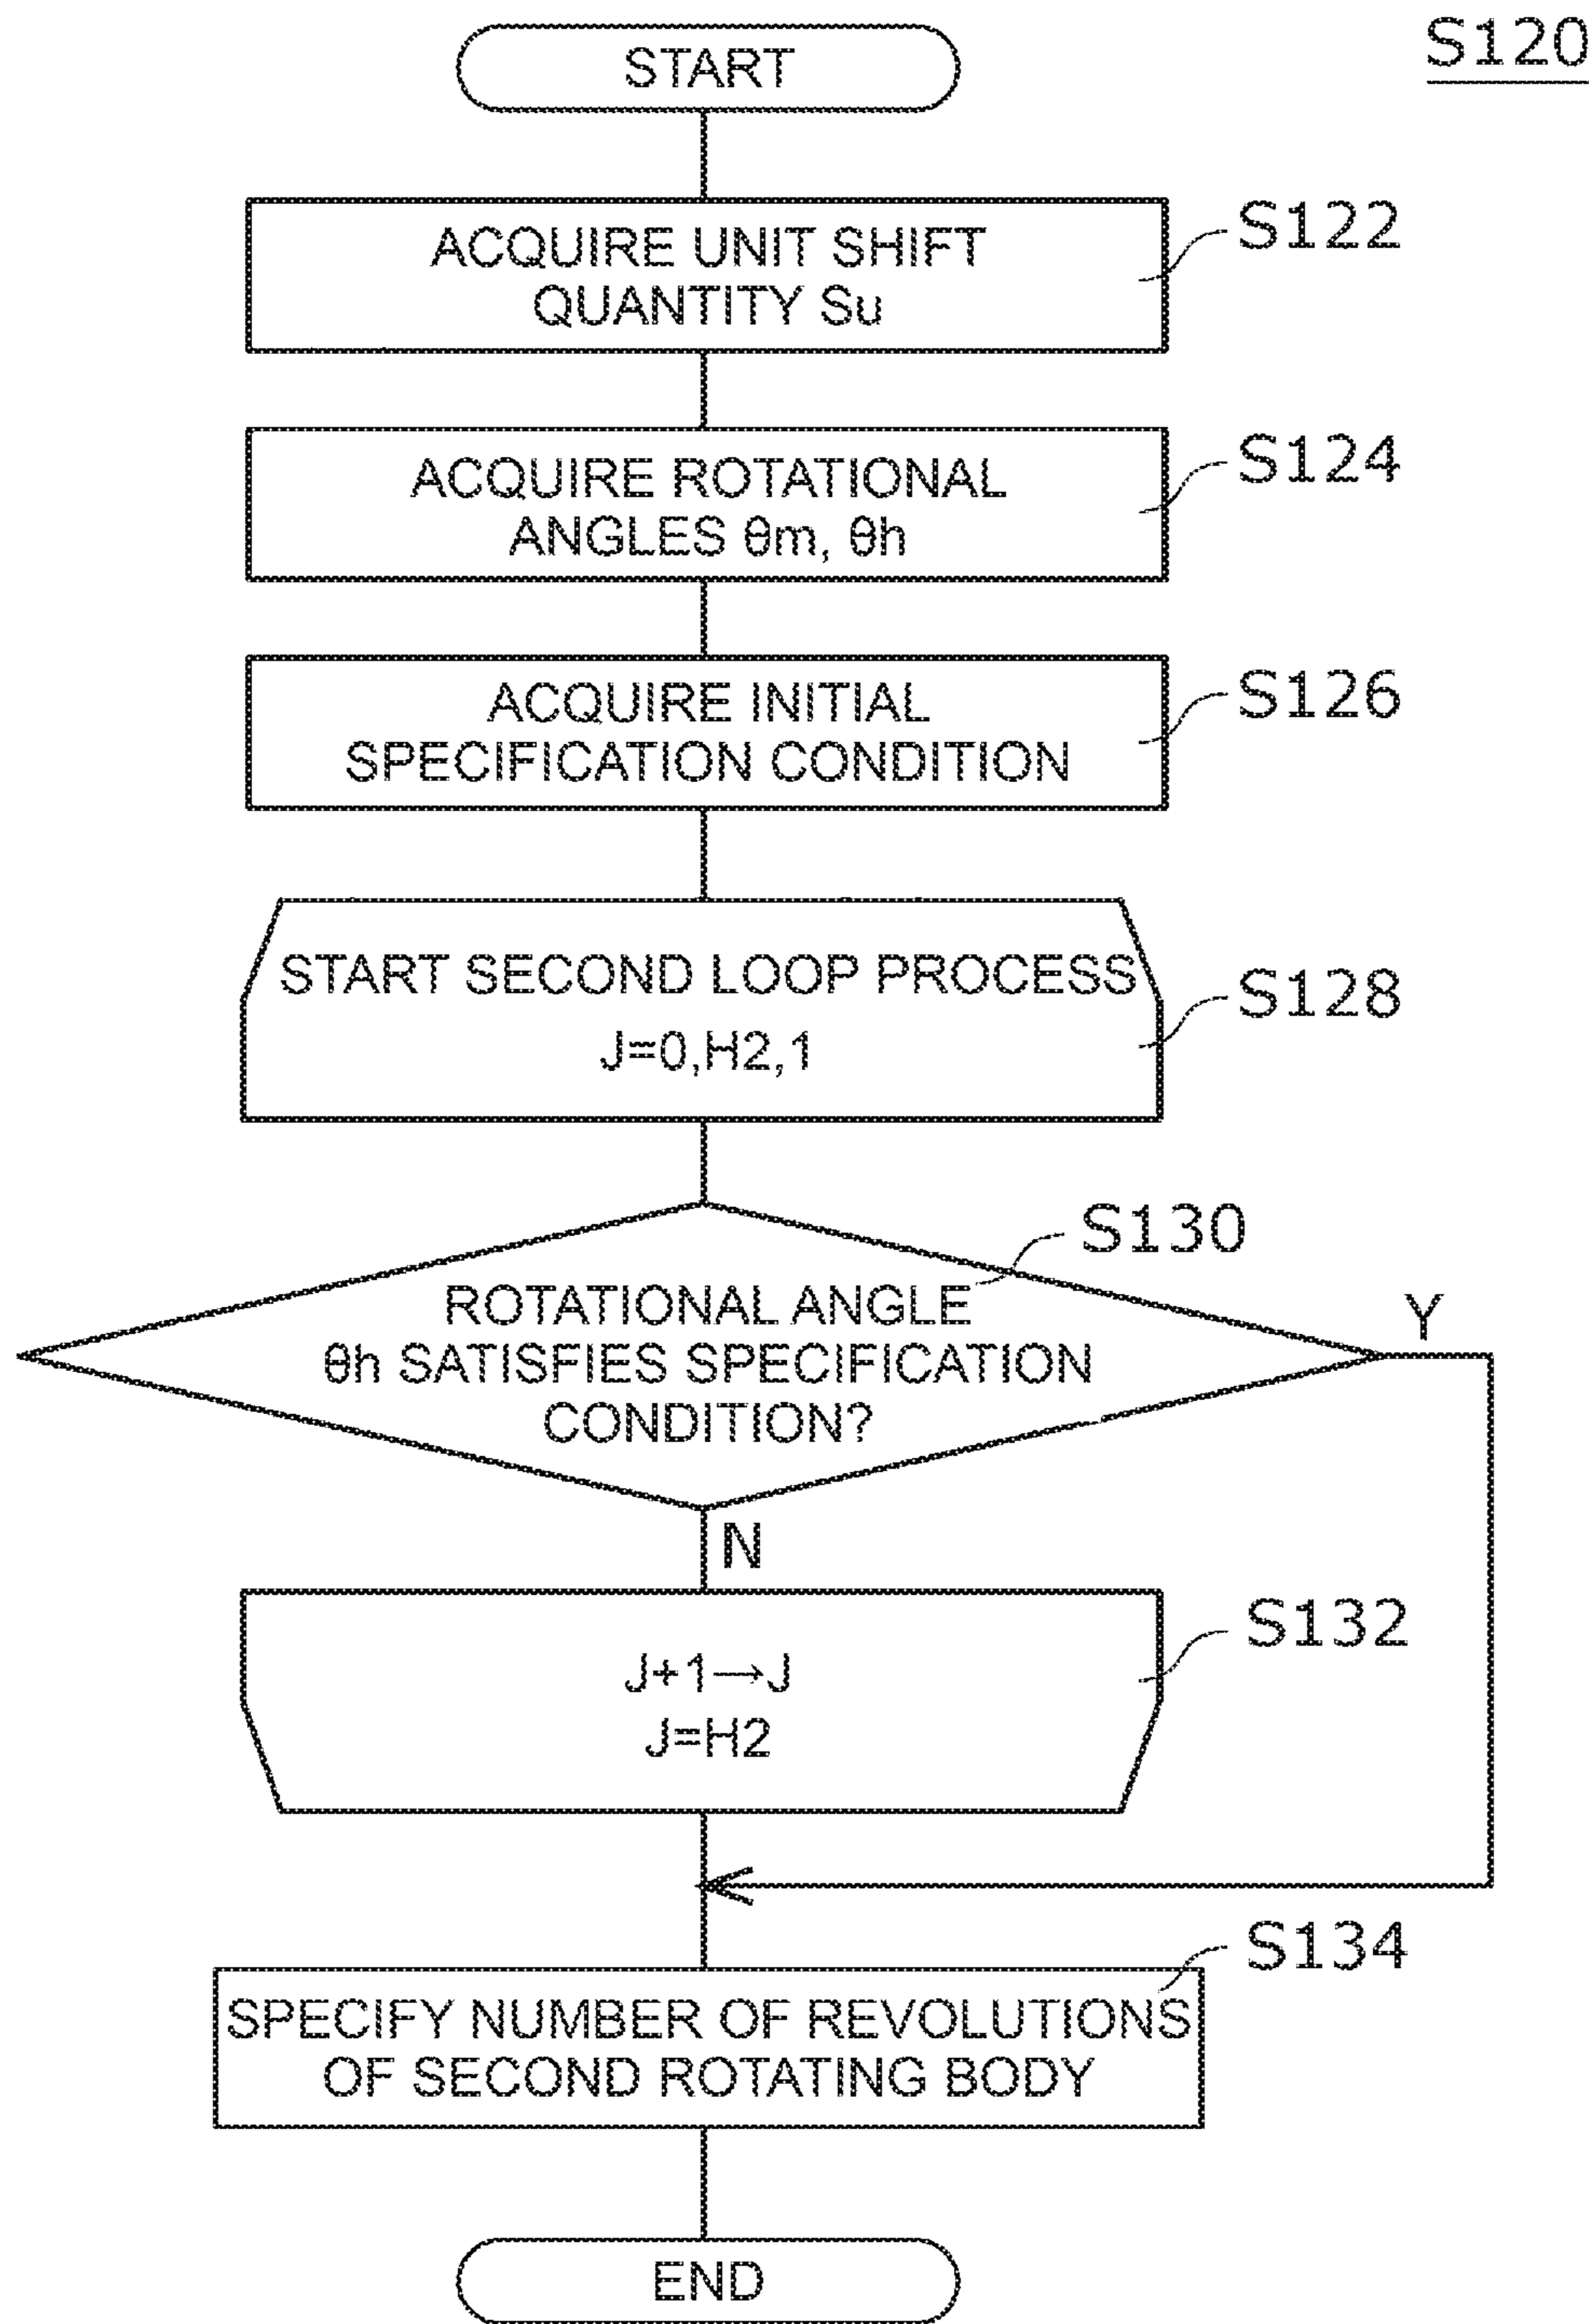 S120
START
ACQUIRE UNIT SHIFT
QUANTITY Su
S122
ACQUIRE ROTATIONAL
ANGLES θm, θh
S124
ACQUIRE INITIAL
SPECIFICATION CONDITION
S126
START SECOND LOOP PROCESS
J=0,H2,1
S128
S130
ROTATIONAL ANGLE
θh SATISFIES SPECIFICATION
CONDITION?
Y
N
J+1→J
J=H2
S132
S134
SPECIFY NUMBER OF REVOLUTIONS
OF SECOND ROTATING BODY
END